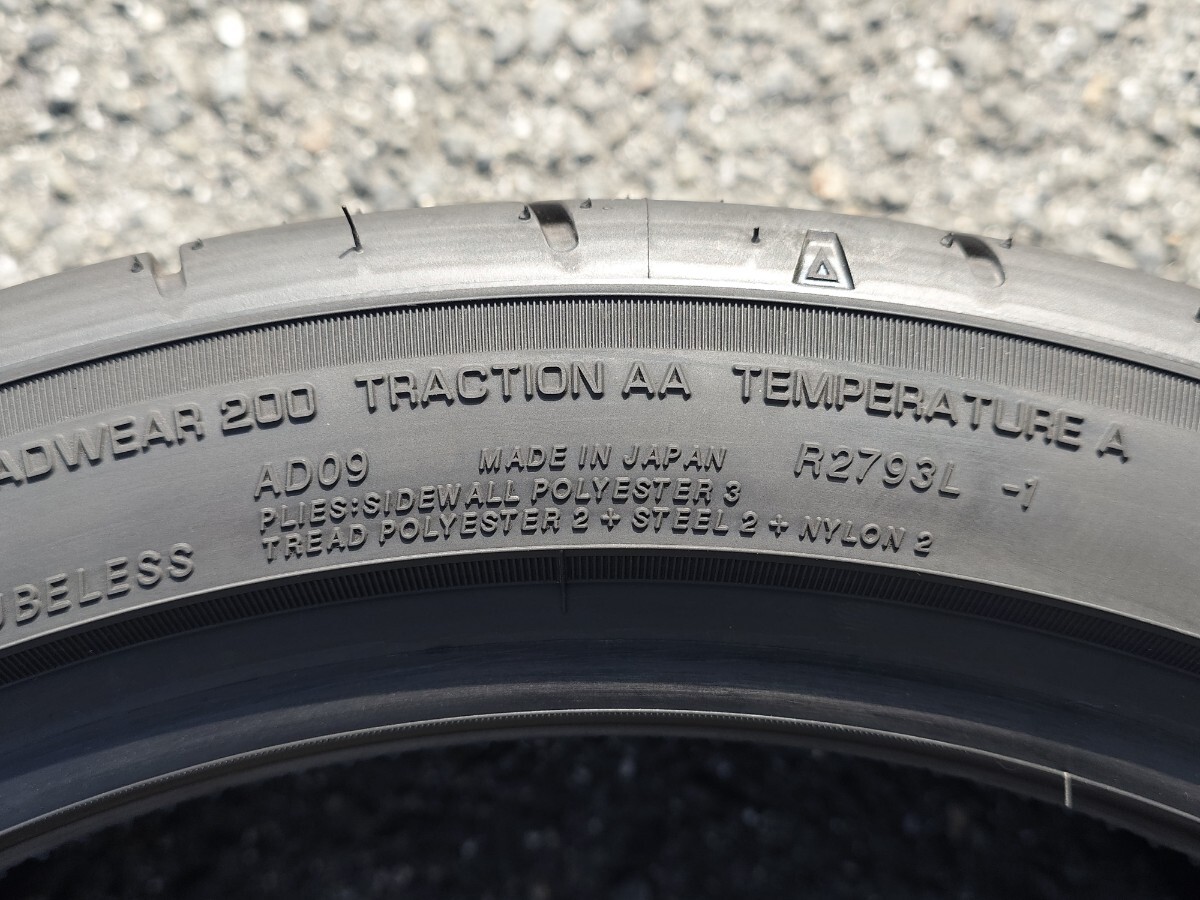 ADWEAR 200 TRACTION AA TEMPERATURE A
AD09 MADE IN JAPAN R2793L -1
PLIES:SIDEWALL POLYESTER 3
TREAD POLYESTER 2 + STEEL 2 + NYLON 2
UBELESS